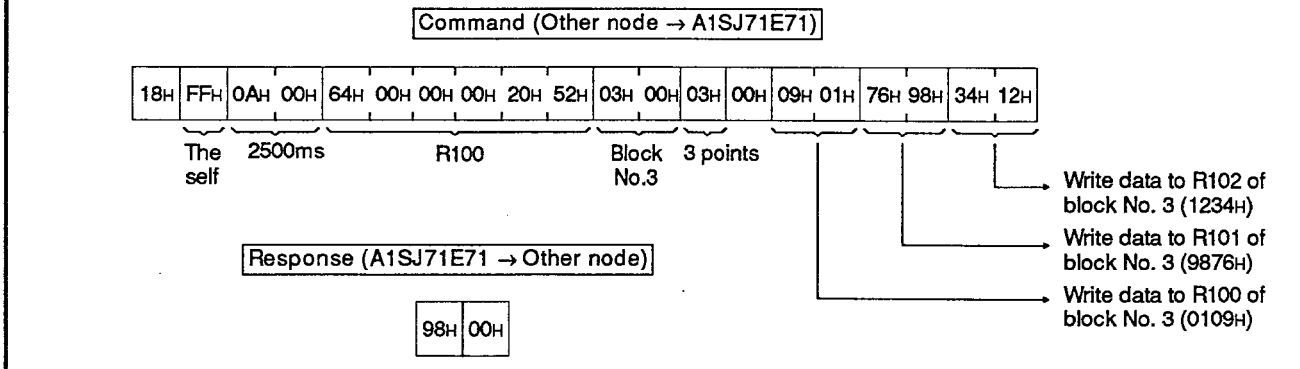 Command (Other node → A1SJ71E71)
18H FFH 0AH 00H 64H 00H 00H 00H 20H 52H 03H 00H 03H 00H 09H 01H 76H 98H 34H 12H
The self
2500ms
R100
Block No.3
3 points
Write data to R102 of
block No. 3 (1234H)
Write data to R101 of
block No. 3 (9876H)
Write data to R100 of
block No. 3 (0109H)
Response (A1SJ71E71 → Other node)
98H 00H